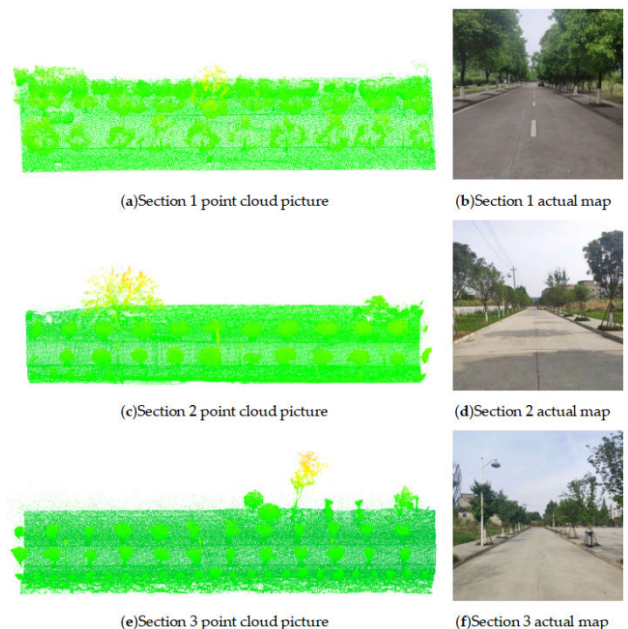 (a)Section 1 point cloud picture
(b)Section 1 actual map
(c)Section 2 point cloud picture
(d)Section 2 actual map
(e)Section 3 point cloud picture
(f)Section 3 actual map